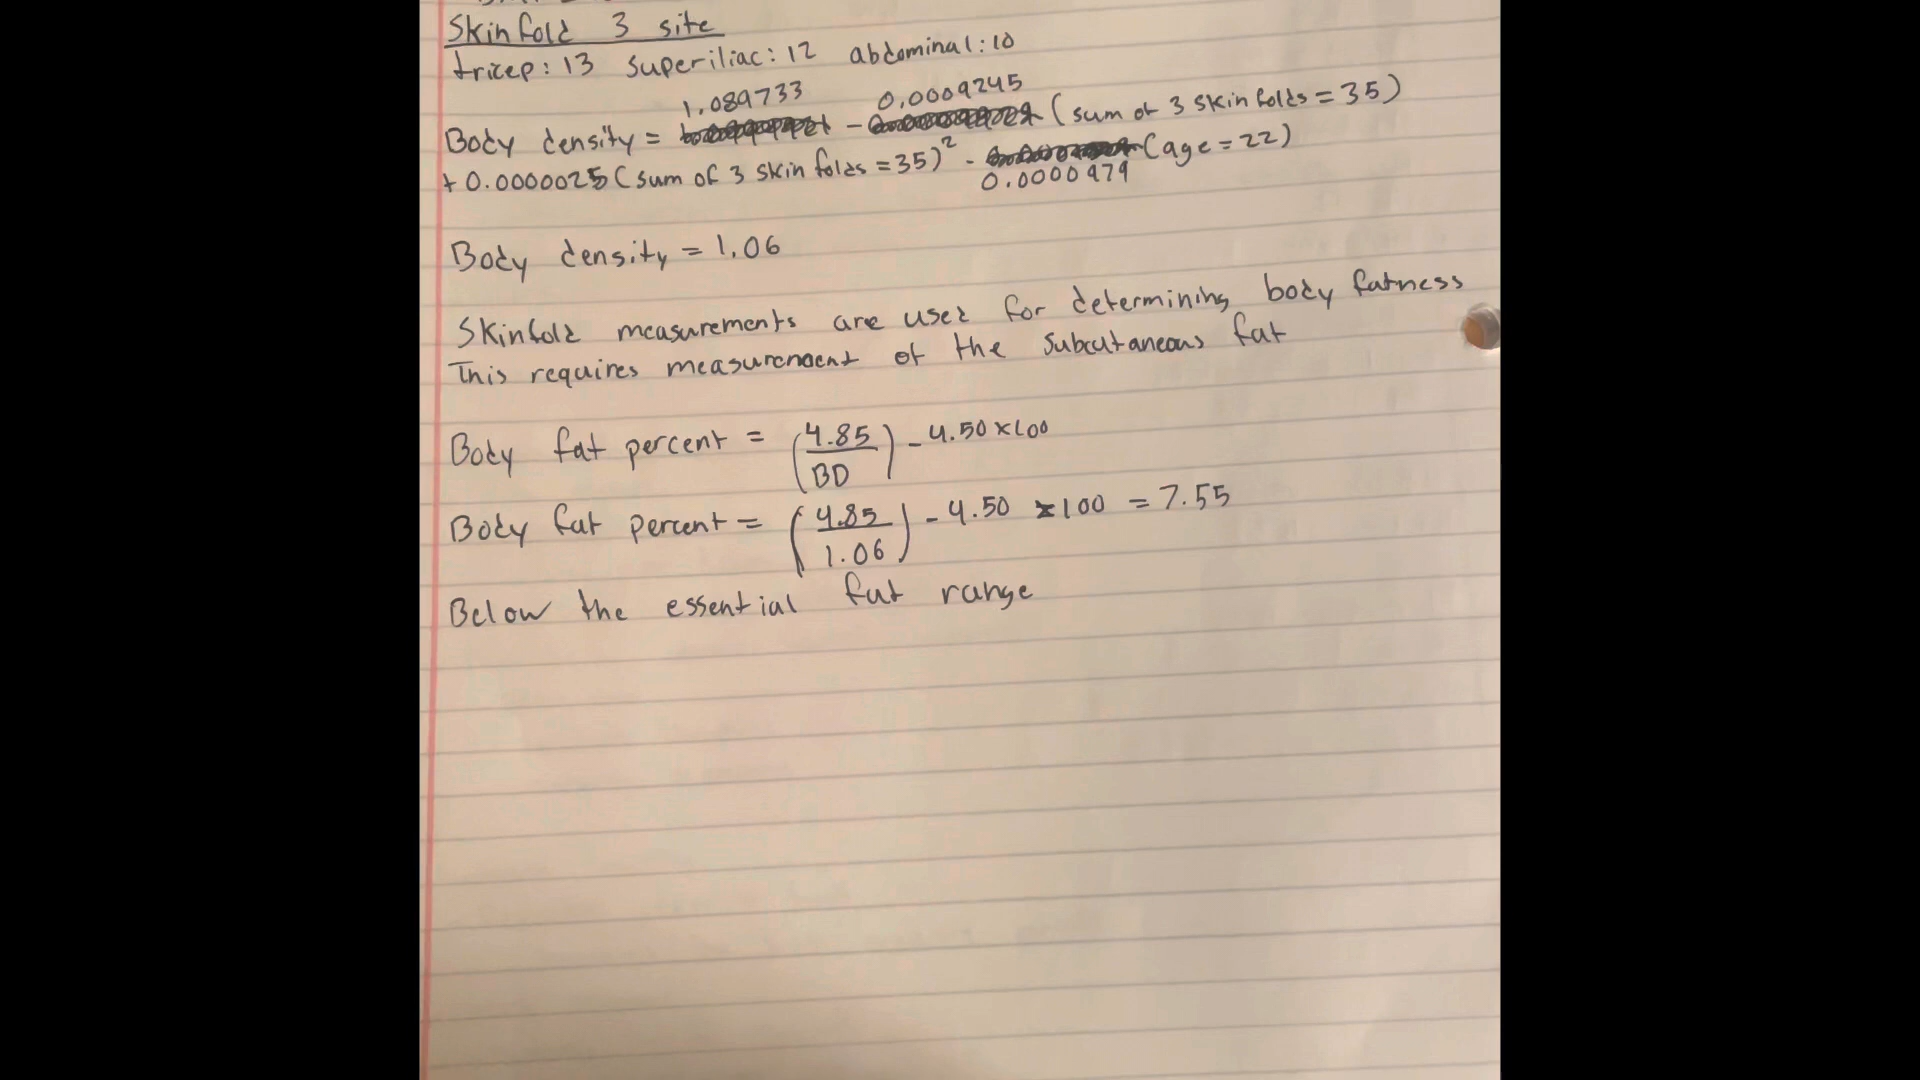 Skinfold 3 site
tricep: 13 superiliac: 12 abdominal: 10
1.089733 0.0009245
Body density = - (sum of 3 skin folds = 35)
+ 0.0000025 (sum of 3 skin folds = 35)² - (age = 22)
0.0000979
Body density = 1.06
Skinfold measurements are used for determining body fatness
This requires measurement of the subcutaneous fat
Body fat percent = (4.85/BD) - 4.50 x 100
Body fat percent = (4.85/1.06) - 4.50 x 100 = 7.55
Below the essential fat range